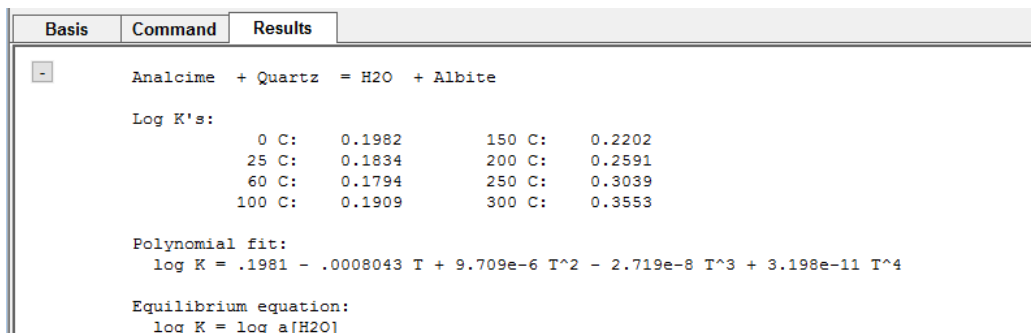 Basis Command Results
-
Analcime + Quartz = H2O + Albite
Log K's:
0 C: 0.1982 150 C: 0.2202
25 C: 0.1834 200 C: 0.2591
60 C: 0.1794 250 C: 0.3039
100 C: 0.1909 300 C: 0.3553
Polynomial fit:
log K = .1981 - .0008043 T + 9.709e-6 T^2 - 2.719e-8 T^3 + 3.198e-11 T^4
Equilibrium equation:
log K = log a[H2O]